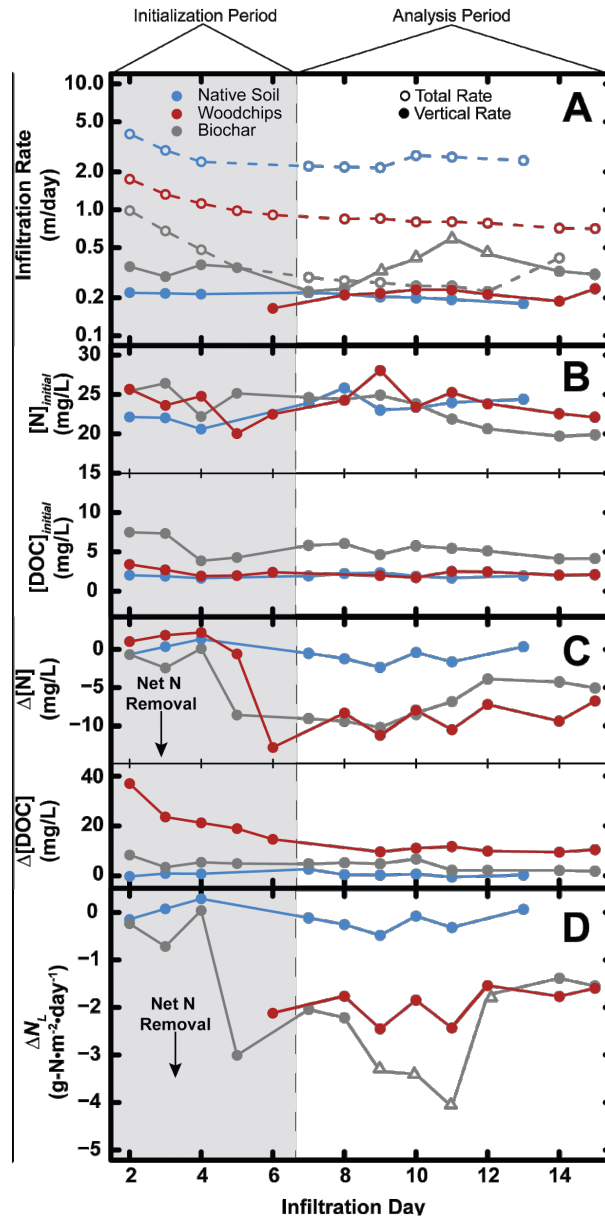 Initialization Period
Analysis Period
Native Soil
Woodchips
Biochar
Total Rate
Vertical Rate
A
Infiltration Rate
(m/day)
10.0
5.0
2.0
1.0
0.5
0.2
0.1
B
[N]initial
(mg/L)
30
25
20
15
[DOC]initial
(mg/L)
10
5
0
C
Δ[N]
(mg/L)
0
−5
−10
Net N
Removal
Δ[DOC]
(mg/L)
40
20
0
D
ΔN_L
(g-N•m⁻²•day⁻¹)
0
−1
−2
−3
−4
−5
Net N
Removal
2 4 6 8 10 12 14
Infiltration Day